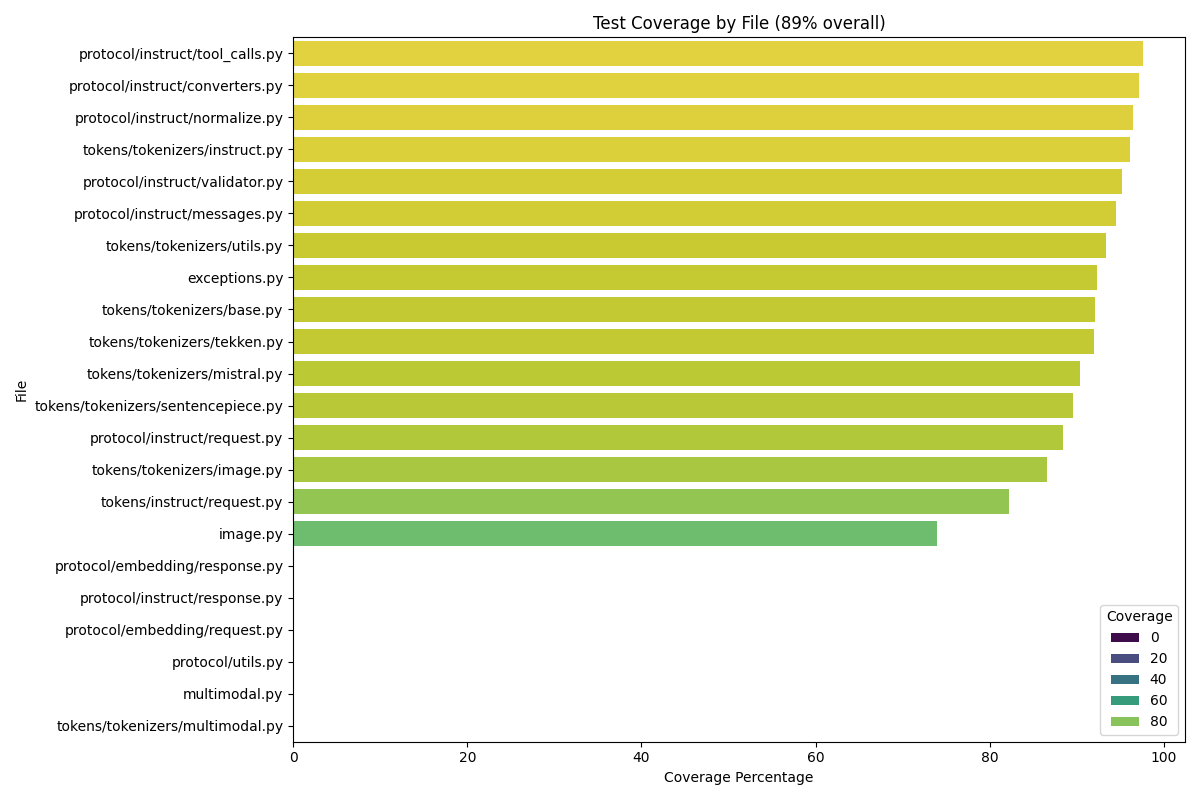 Test Coverage by File (89% overall)
protocol/instruct/tool_calls.py
protocol/instruct/converters.py
protocol/instruct/normalize.py
tokens/tokenizers/instruct.py
protocol/instruct/validator.py
protocol/instruct/messages.py
tokens/tokenizers/utils.py
exceptions.py
tokens/tokenizers/base.py
tokens/tokenizers/tekken.py
tokens/tokenizers/mistral.py
tokens/tokenizers/sentencepiece.py
protocol/instruct/request.py
tokens/tokenizers/image.py
tokens/instruct/request.py
image.py
protocol/embedding/response.py
protocol/instruct/response.py
protocol/embedding/request.py
protocol/utils.py
multimodal.py
tokens/tokenizers/multimodal.py
File
Coverage
0
20
40
60
80
0 20 40 60 80 100
Coverage Percentage